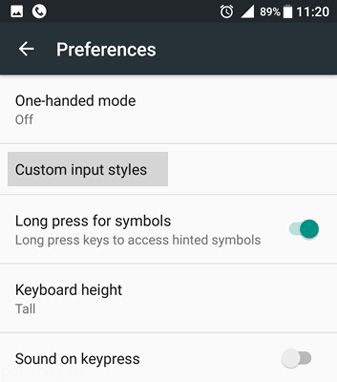 89% 11:20
Preferences
One-handed mode
Off
Custom input styles
Long press for symbols
Long press keys to access hinted symbols
Keyboard height
Tall
Sound on keypress